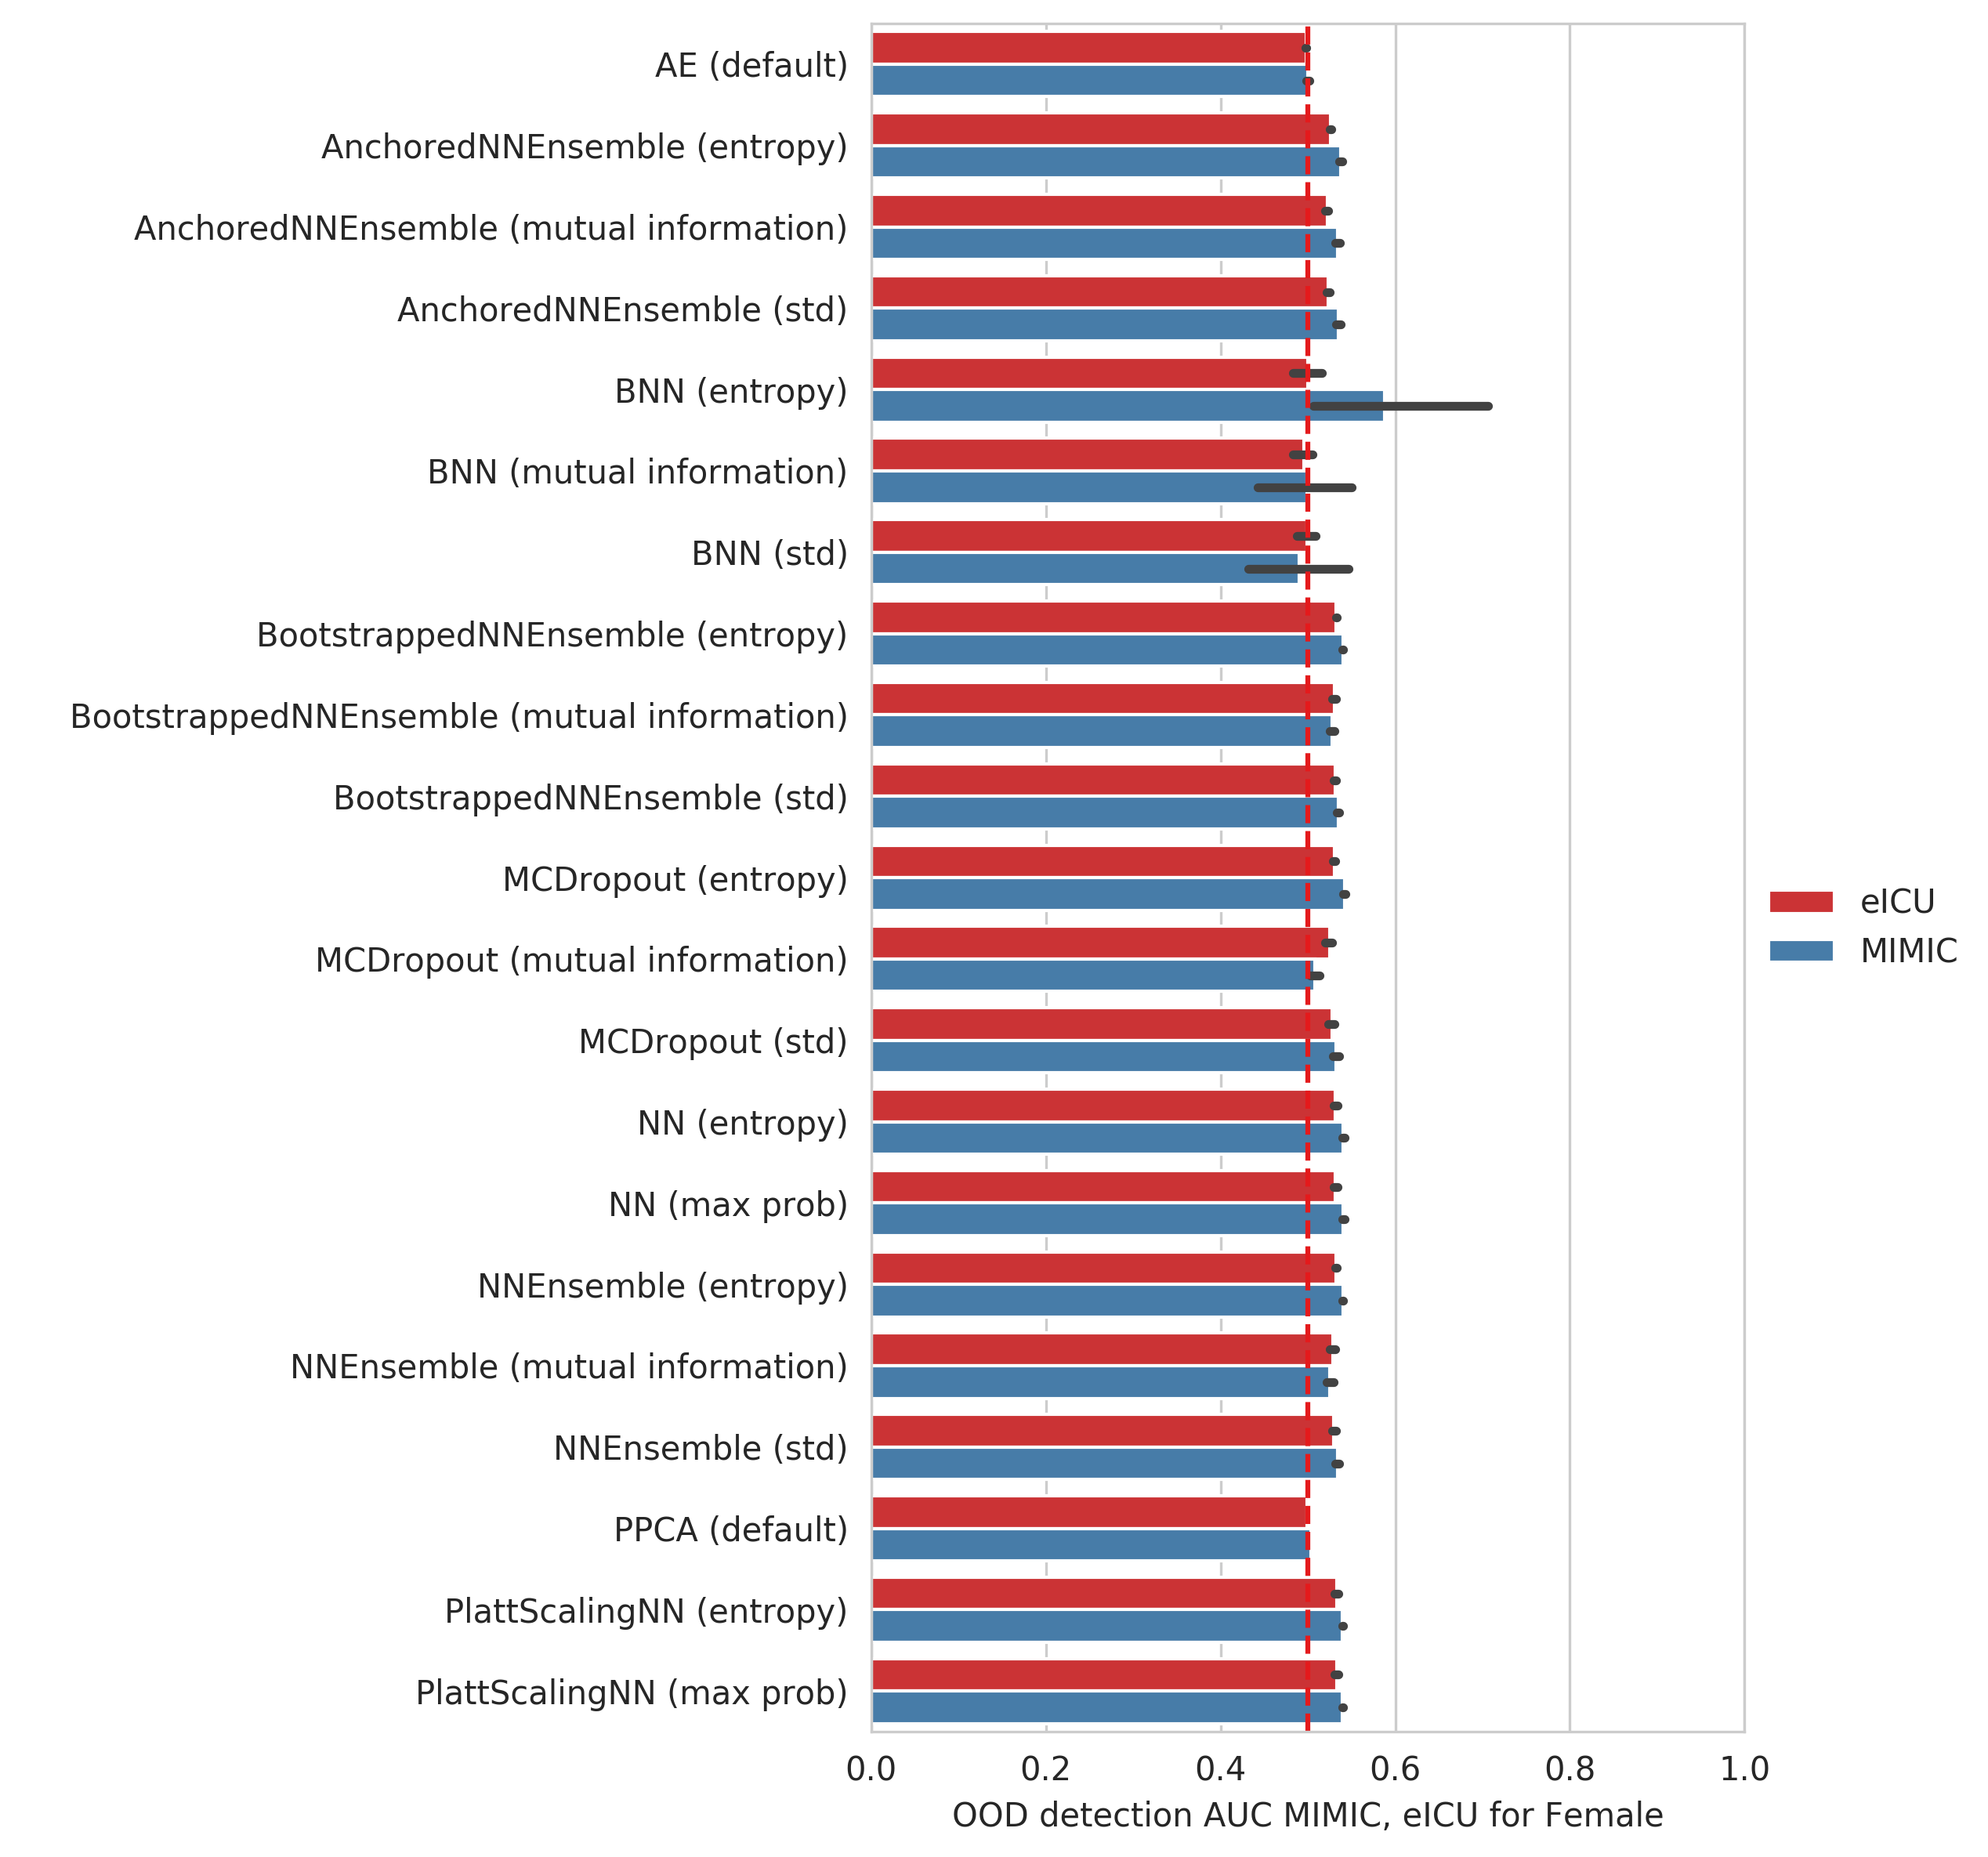 AE (default)
AnchoredNNEnsemble (entropy)
AnchoredNNEnsemble (mutual information)
AnchoredNNEnsemble (std)
BNN (entropy)
BNN (mutual information)
BNN (std)
BootstrappedNNEnsemble (entropy)
BootstrappedNNEnsemble (mutual information)
BootstrappedNNEnsemble (std)
MCDropout (entropy)
MCDropout (mutual information)
MCDropout (std)
NN (entropy)
NN (max prob)
NNEnsemble (entropy)
NNEnsemble (mutual information)
NNEnsemble (std)
PPCA (default)
PlattScalingNN (entropy)
PlattScalingNN (max prob)
eICU
MIMIC
0.0 0.2 0.4 0.6 0.8 1.0
OOD detection AUC MIMIC, eICU for Female